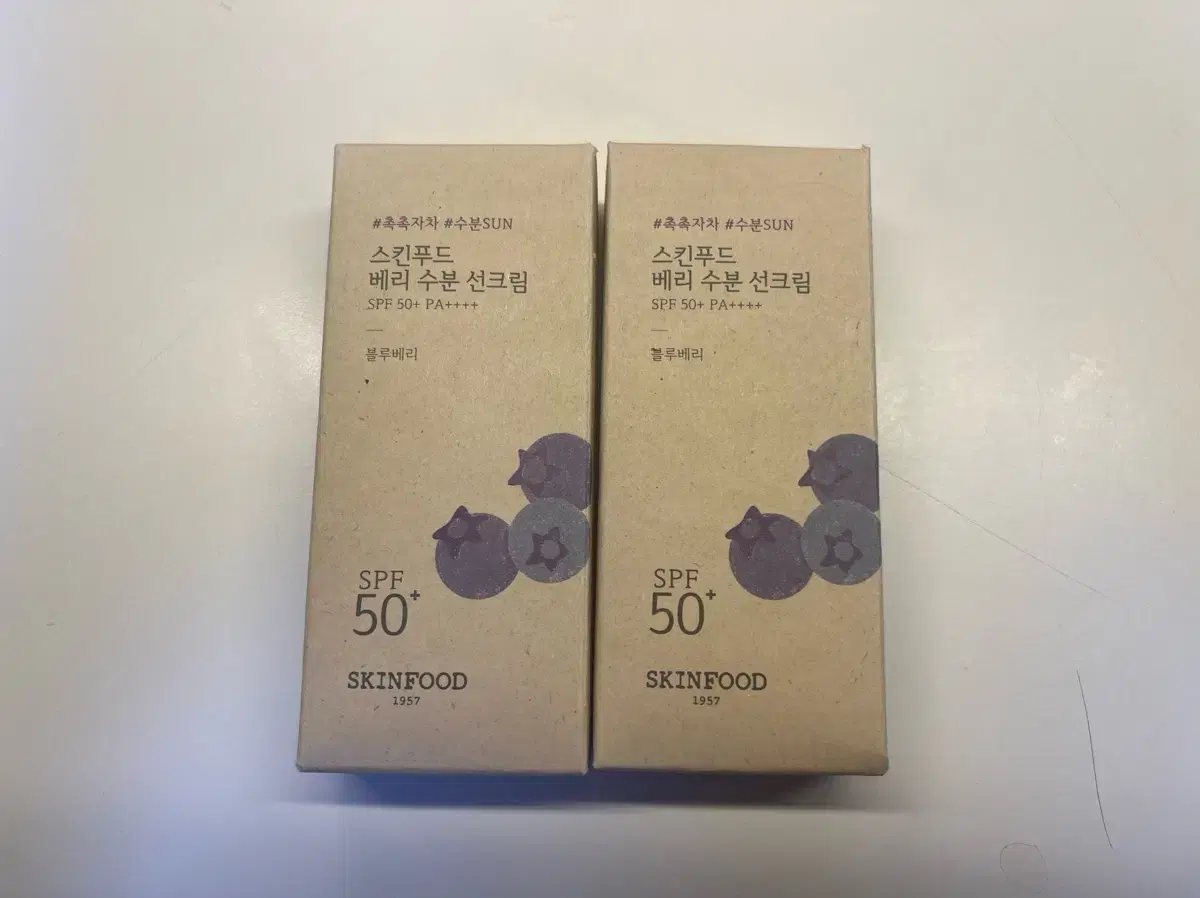 #촉촉자차 #수분SUN
스킨푸드
베리 수분 선크림
SPF 50+ PA++++
블루베리
SPF
50+
SKINFOOD
1957
#촉촉자차 #수분SUN
스킨푸드
베리 수분 선크림
SPF 50+ PA++++
블루베리
SPF
50+
SKINFOOD
1957